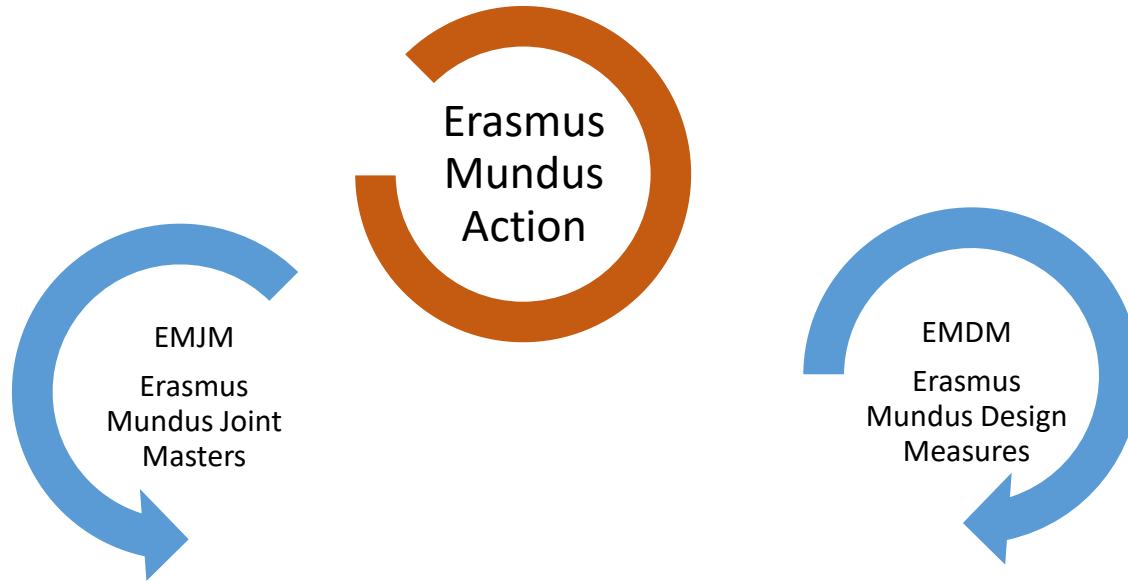 Erasmus
Mundus
Action
EMJM
Erasmus
Mundus Joint
Masters
EMDM
Erasmus
Mundus Design
Measures